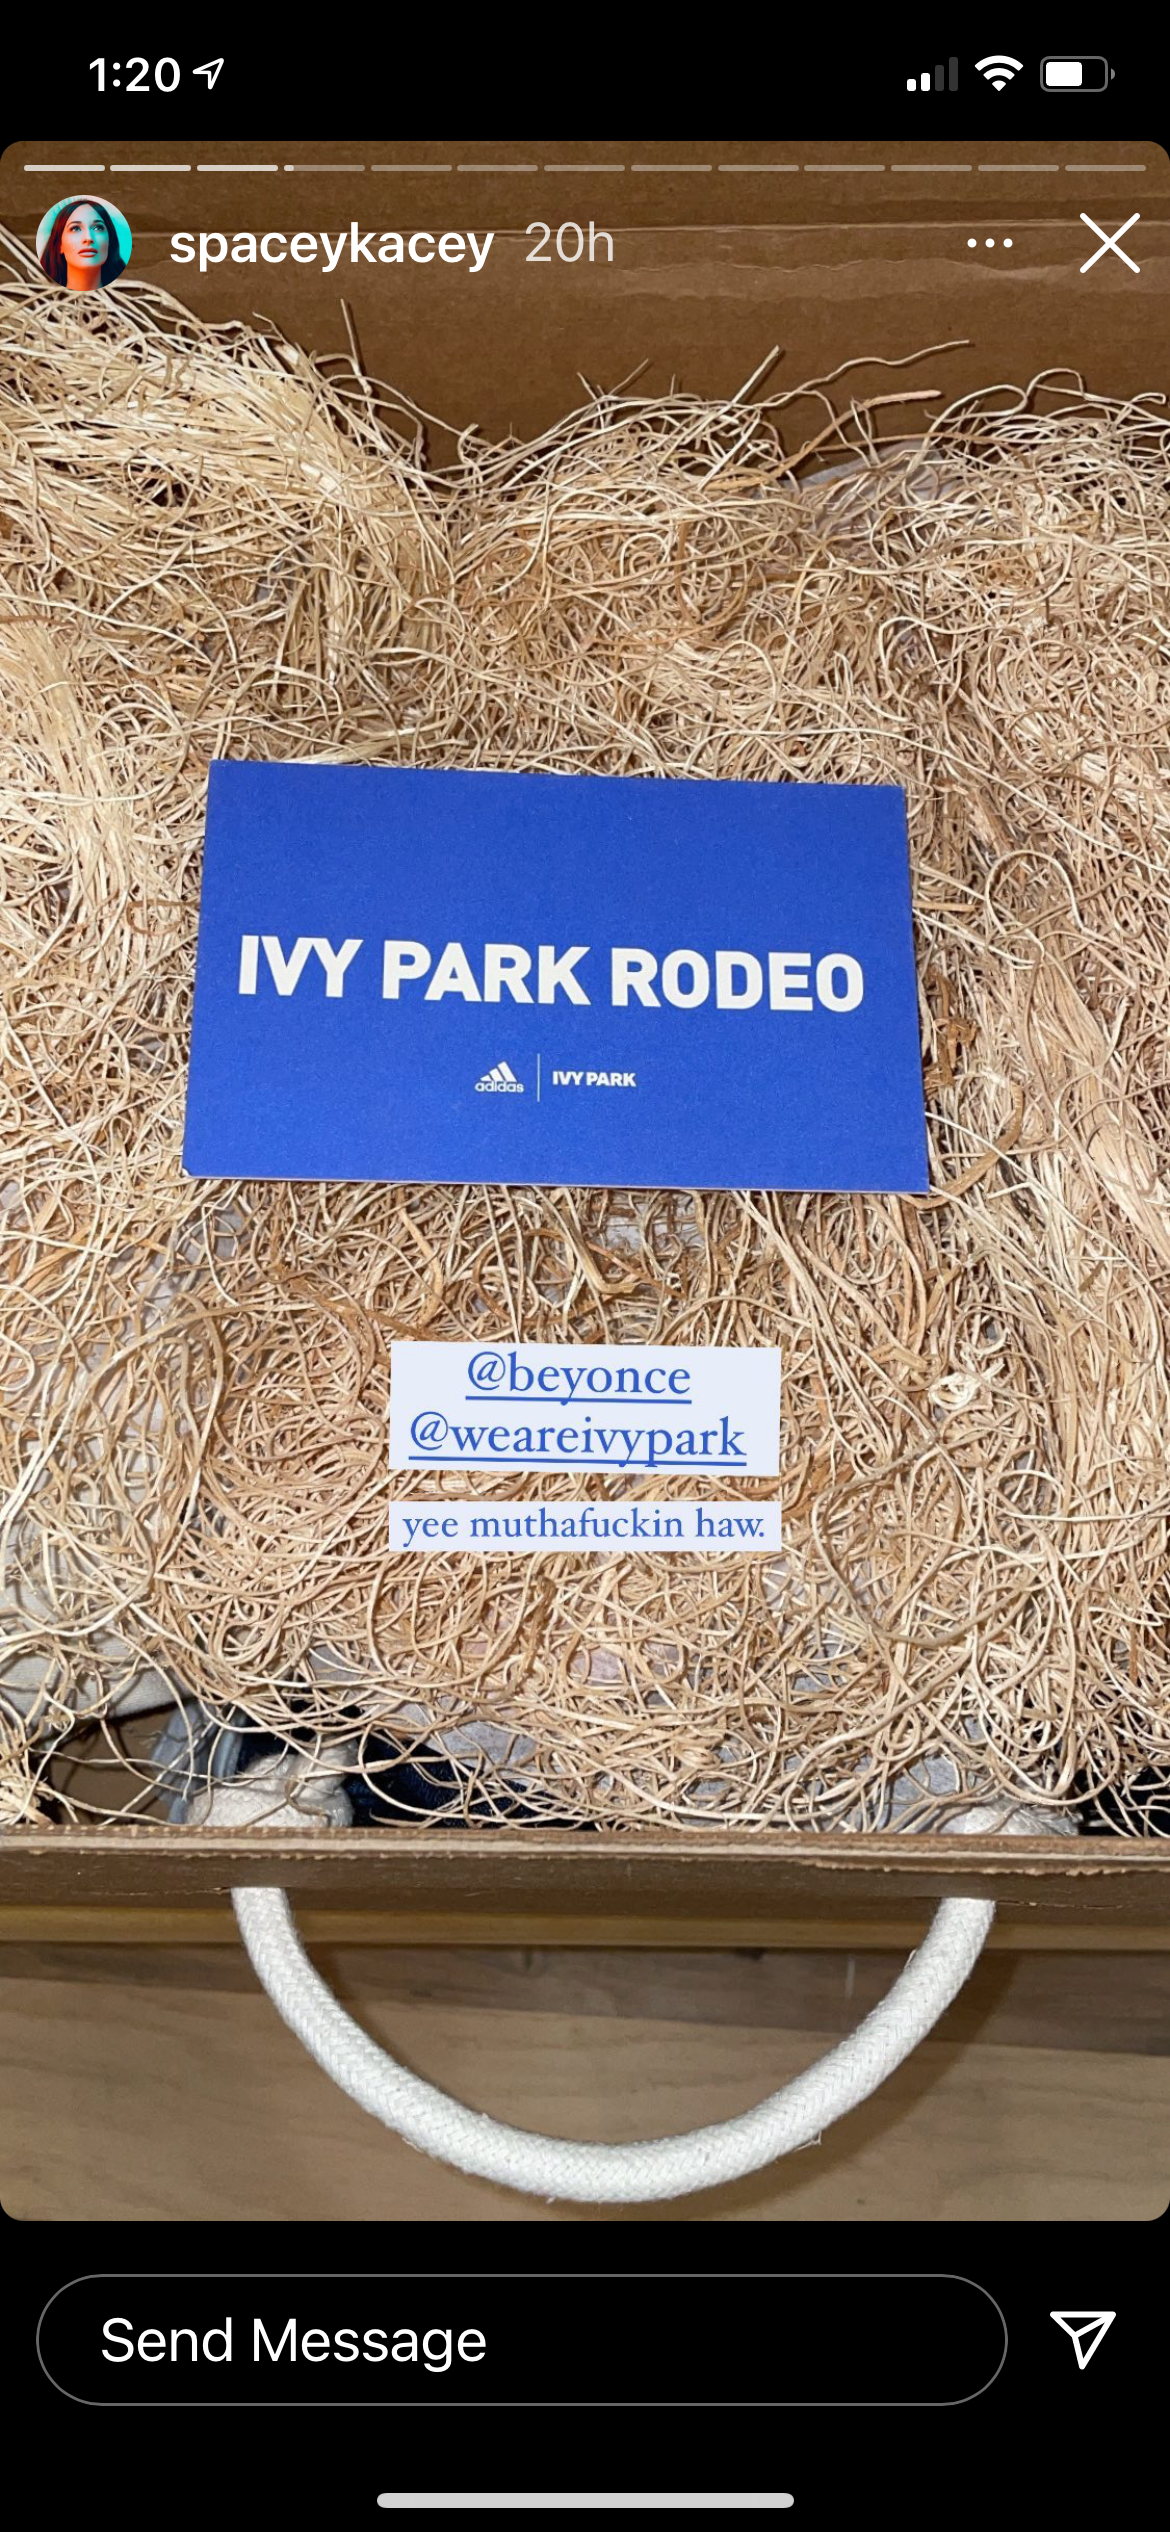 1:20
spaceykacey 20h
IVY PARK RODEO
adidas IVY PARK
@beyonce
@weareivypark
yee muthafuckin haw.
Send Message